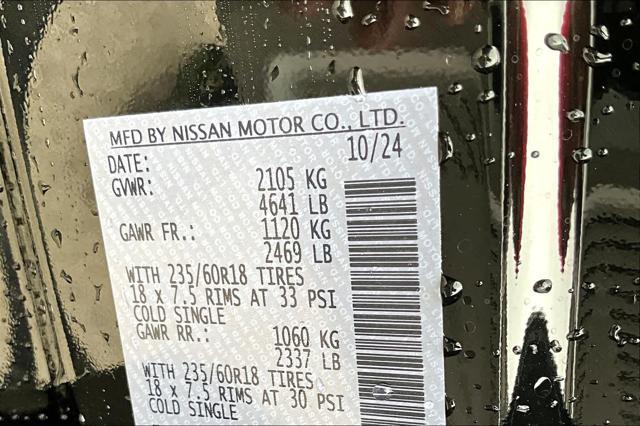 MFD BY NISSAN MOTOR CO., LTD.
DATE: 10/24
GVWR: 2105 KG
4641 LB
GAWR FR.: 1120 KG
2469 LB
WITH 235/60R18 TIRES
18 x 7.5 RIMS AT 33 PSI
COLD SINGLE
GAWR RR.: 1060 KG
2337 LB
WITH 235/60R18 TIRES
18 x 7.5 RIMS AT 30 PSI
COLD SINGLE